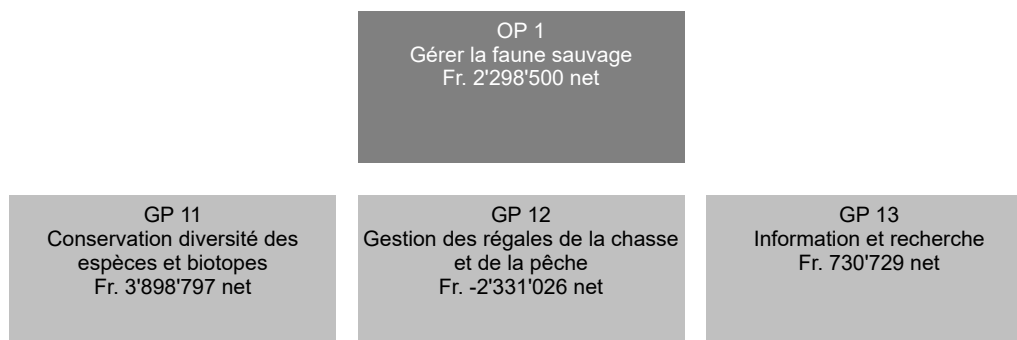 OP 1
Gérer la faune sauvage
Fr. 2'298'500 net
GP 11
Conservation diversité des
espèces et biotopes
Fr. 3'898'797 net
GP 12
Gestion des régales de la chasse
et de la pêche
Fr. -2'331'026 net
GP 13
Information et recherche
Fr. 730'729 net